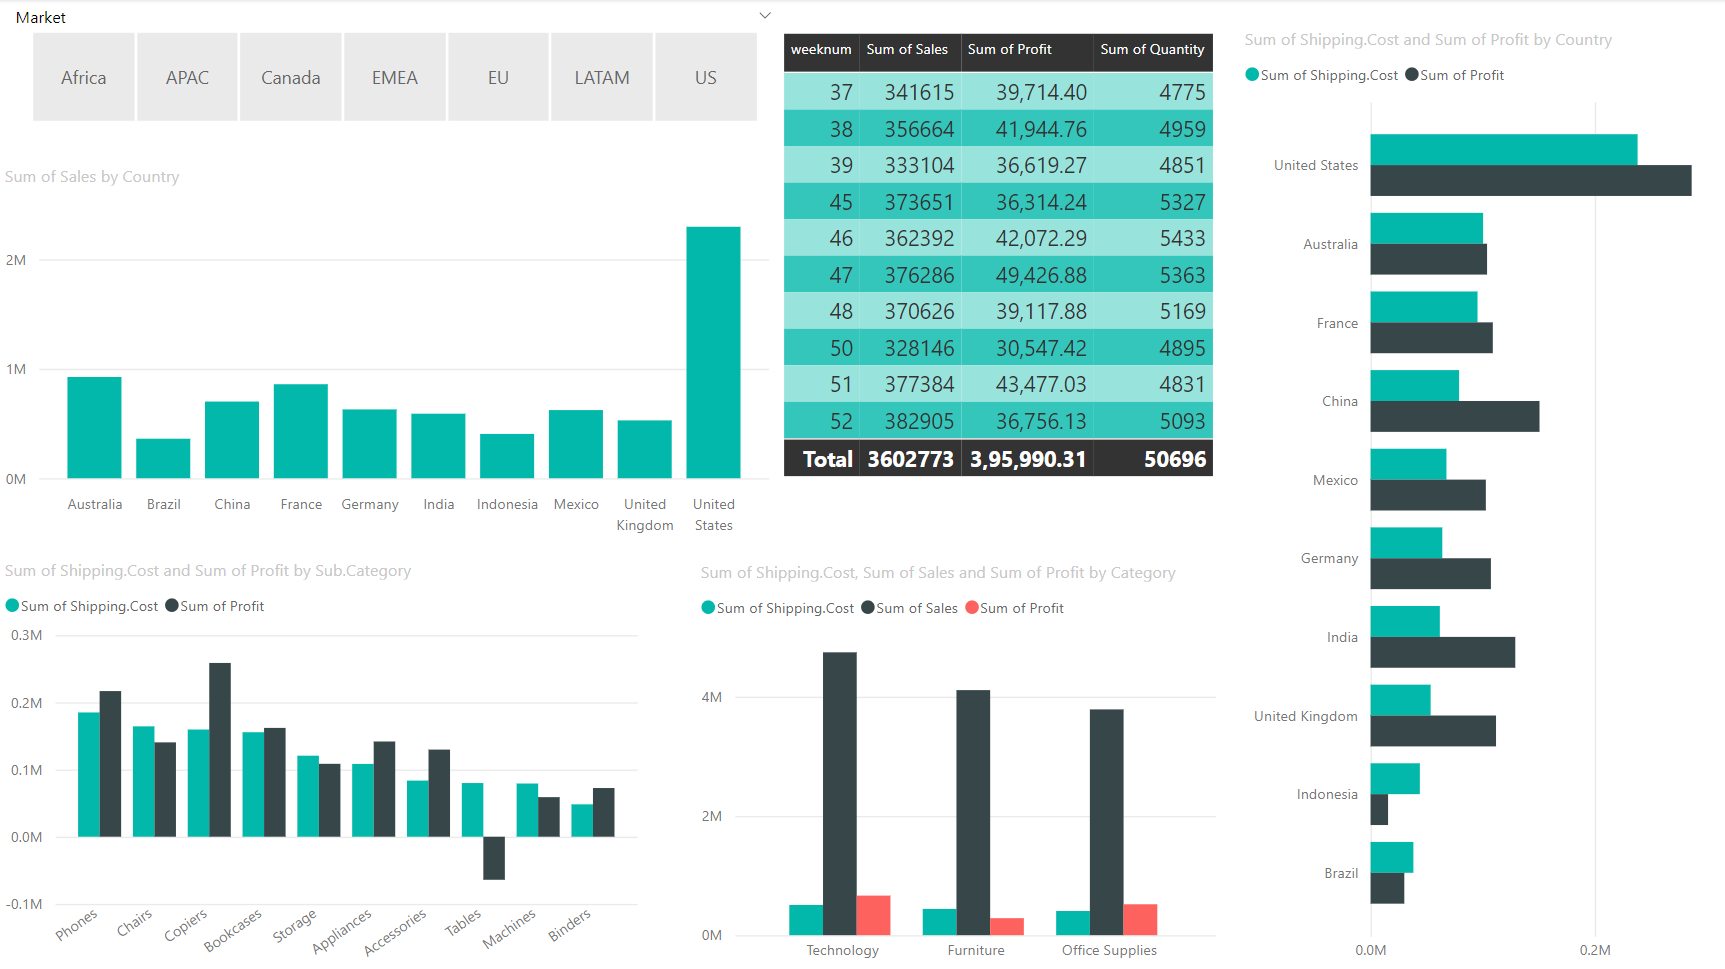 Market
Africa APAC Canada EMEA EU LATAM US
Sum of Sales by Country
2M
1M
0M
Australia Brazil China France Germany India Indonesia Mexico United Kingdom United States
weeknum Sum of Sales Sum of Profit Sum of Quantity
37 341615 39,714.40 4775
38 356664 41,944.76 4959
39 333104 36,619.27 4851
45 373651 36,314.24 5327
46 362392 42,072.29 5433
47 376286 49,426.88 5363
48 370626 39,117.88 5169
50 328146 30,547.42 4895
51 377384 43,477.03 4831
52 382905 36,756.13 5093
Total 3602773 3,95,990.31 50696
Sum of Shipping.Cost and Sum of Profit by Country
Sum of Shipping.Cost Sum of Profit
United States
Australia
France
China
Mexico
Germany
India
United Kingdom
Indonesia
Brazil
0.0M 0.2M
Sum of Shipping.Cost and Sum of Profit by Sub.Category
Sum of Shipping.Cost Sum of Profit
0.3M
0.2M
0.1M
0.0M
-0.1M
Phones Chairs Copiers Bookcases Storage Appliances Accessories Tables Machines Binders
Sum of Shipping.Cost, Sum of Sales and Sum of Profit by Category
Sum of Shipping.Cost Sum of Sales Sum of Profit
4M
2M
0M
Technology Furniture Office Supplies